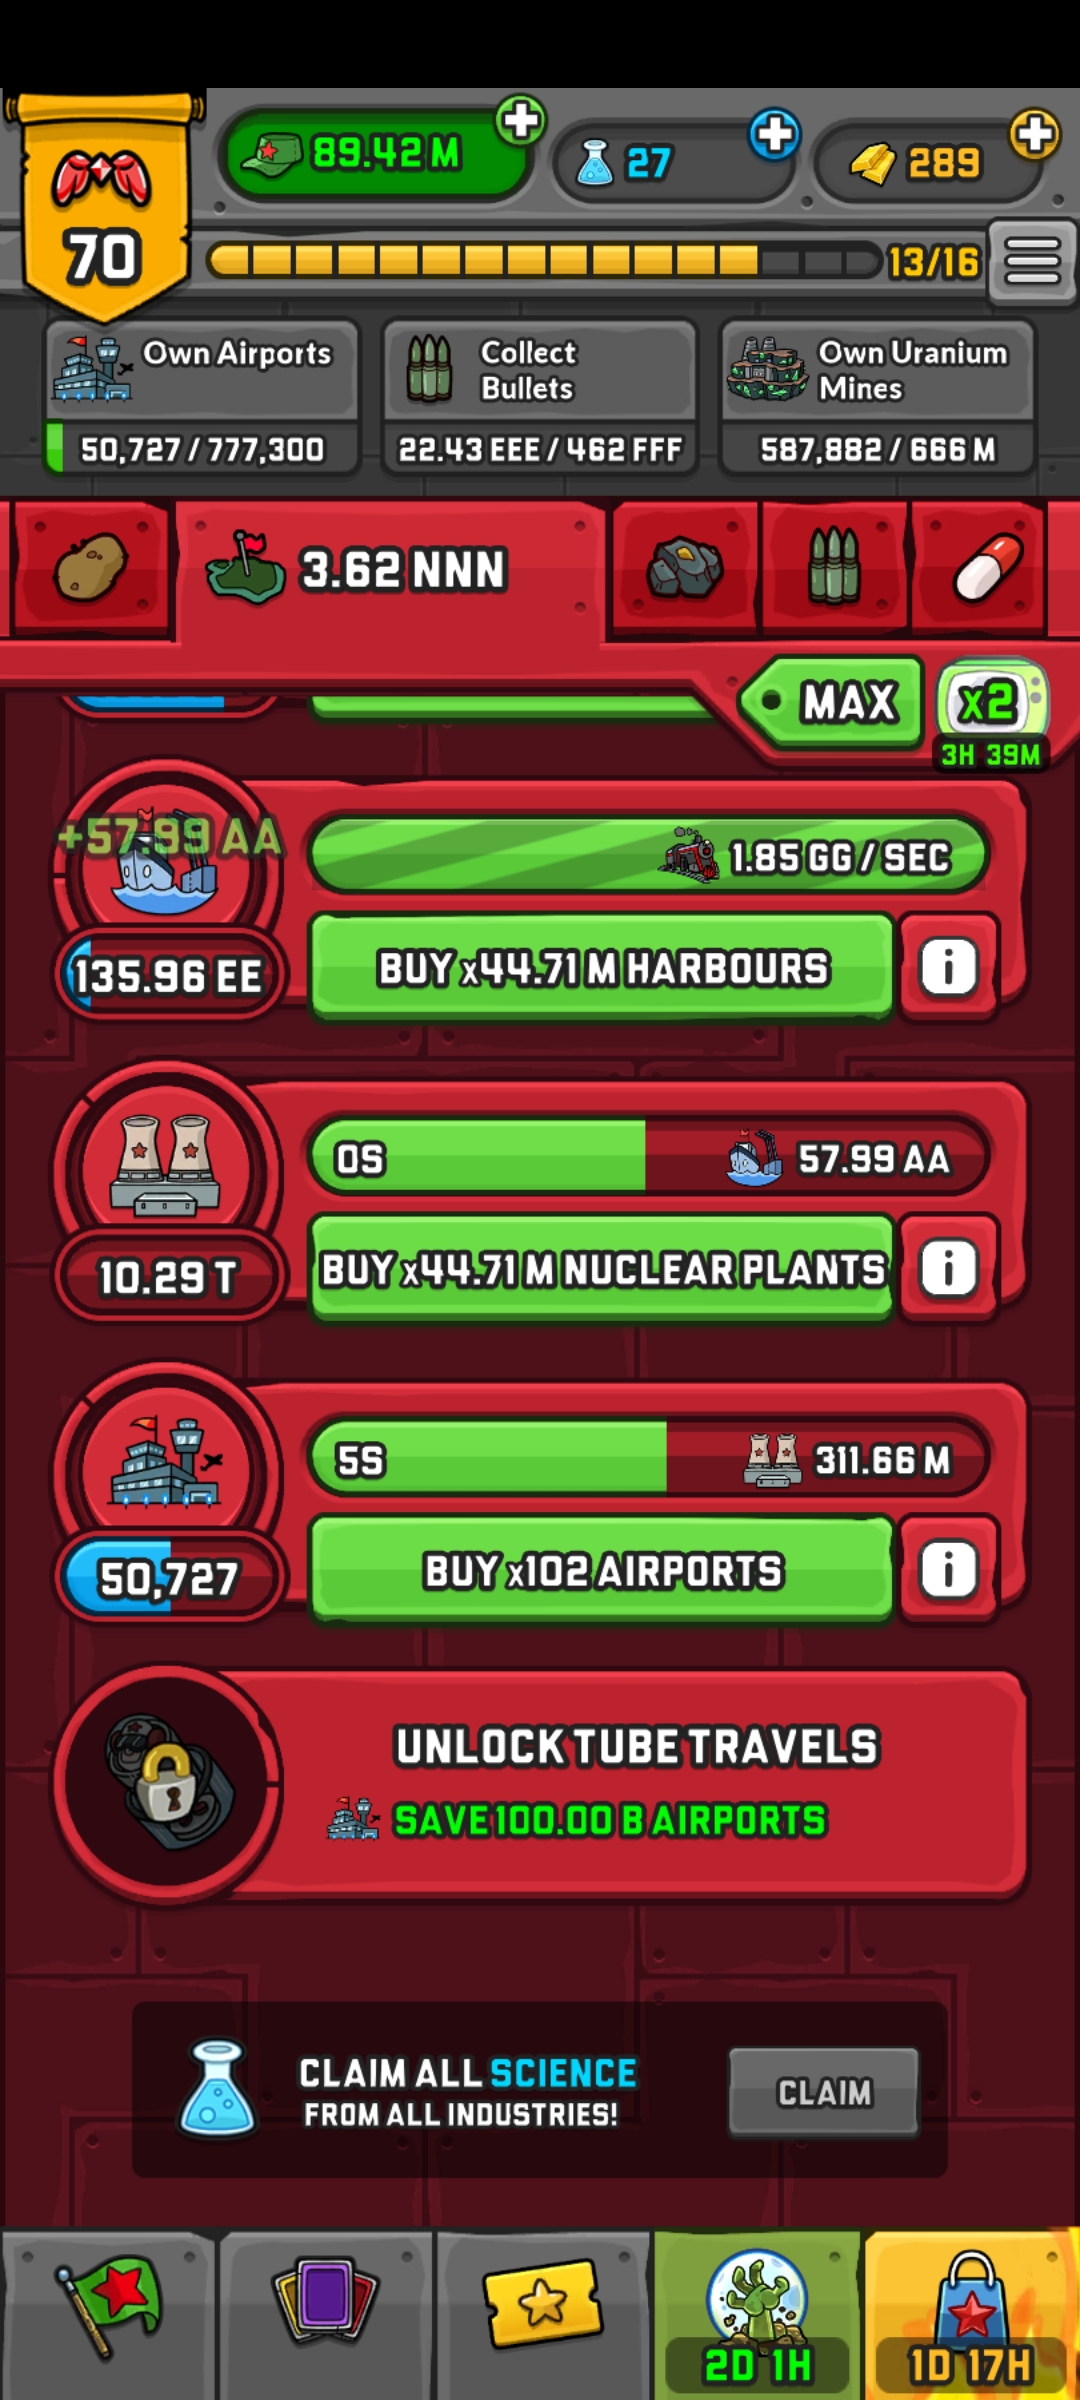 89.42 M
27
289
70
13/16
Own Airports
50,727 / 777,300
Collect
Bullets
22.43 EEE / 462 FFF
Own Uranium
Mines
587,882 / 666 M
3.62 NNN
MAX
x2
3H 39M
+57.99 AA
1.85 GG / SEC
135.96 EE
BUY x44.71 M HARBOURS
i
0S
57.99 AA
10.29 T
BUY x44.71 M NUCLEAR PLANTS
i
5S
311.66 M
50,727
BUY x102 AIRPORTS
i
UNLOCK TUBE TRAVELS
SAVE 100.00 B AIRPORTS
CLAIM ALL SCIENCE
FROM ALL INDUSTRIES!
CLAIM
2D 1H
1D 17H